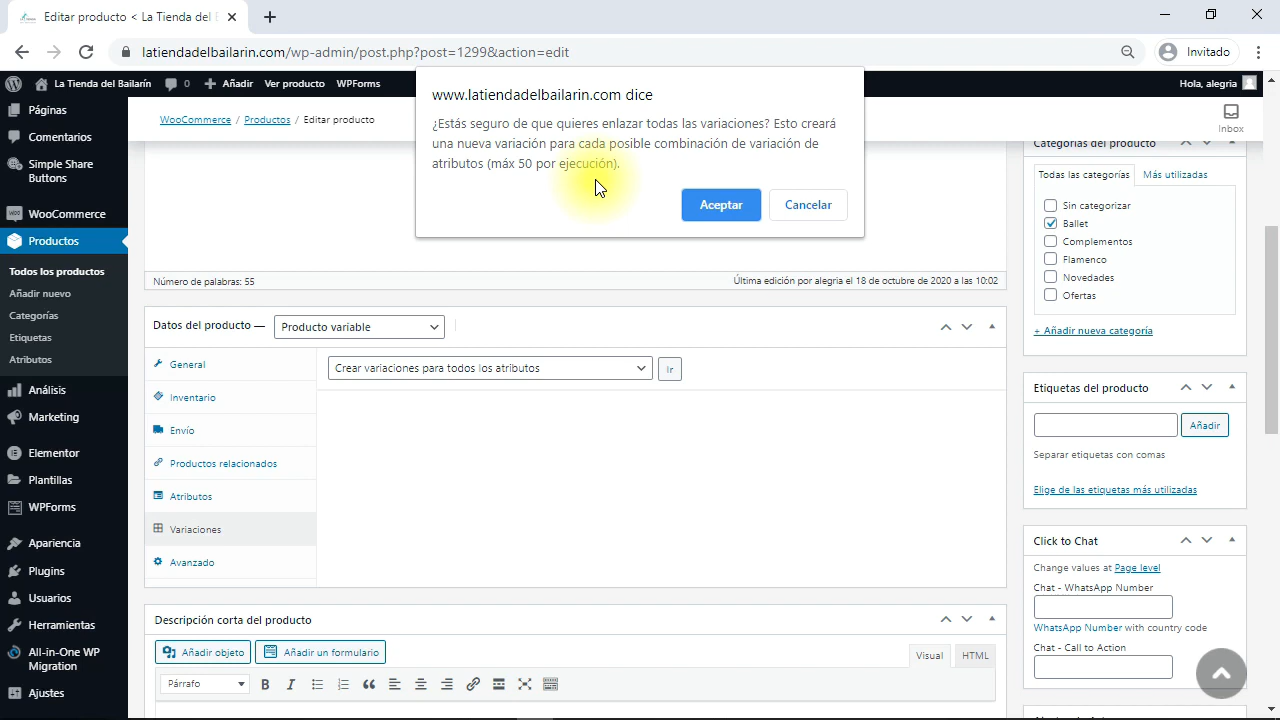 Editar producto < La Tienda del
latiendadelbailarin.com/wp-admin/post.php?post=1299&action=edit
Invitado
La Tienda del Bailarín
0
Añadir
Ver producto
WPForms
Hola, alegria
www.latiendadelbailarin.com dice
¿Estás seguro de que quieres enlazar todas las variaciones? Esto creará
una nueva variación para cada posible combinación de variación de
atributos (máx 50 por ejecución).
Aceptar
Cancelar
WooCommerce / Productos / Editar producto
Inbox
Páginas
Comentarios
Simple Share
Buttons
WooCommerce
Productos
Todos los productos
Añadir nuevo
Categorías
Etiquetas
Atributos
Análisis
Marketing
Elementor
Plantillas
WPForms
Apariencia
Plugins
Usuarios
Herramientas
All-in-One WP
Migration
Ajustes
Número de palabras: 55
Última edición por alegria el 18 de octubre de 2020 a las 10:02
Datos del producto —
Producto variable
General
Inventario
Envío
Productos relacionados
Atributos
Variaciones
Avanzado
Crear variaciones para todos los atributos
Ir
Descripción corta del producto
Añadir objeto
Añadir un formulario
Visual
HTML
Párrafo
Categorías del producto
Todas las categorías
Más utilizadas
Sin categorizar
Ballet
Complementos
Flamenco
Novedades
Ofertas
+ Añadir nueva categoría
Etiquetas del producto
Añadir
Separar etiquetas con comas
Elige de las etiquetas más utilizadas
Click to Chat
Change values at Page level
Chat - WhatsApp Number
WhatsApp Number with country code
Chat - Call to Action